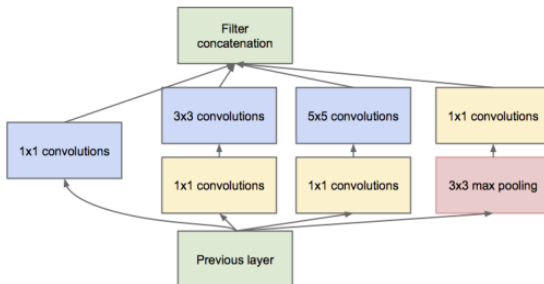 Filter
concatenation
3x3 convolutions
5x5 convolutions
1x1 convolutions
1x1 convolutions
1x1 convolutions
1x1 convolutions
3x3 max pooling
Previous layer